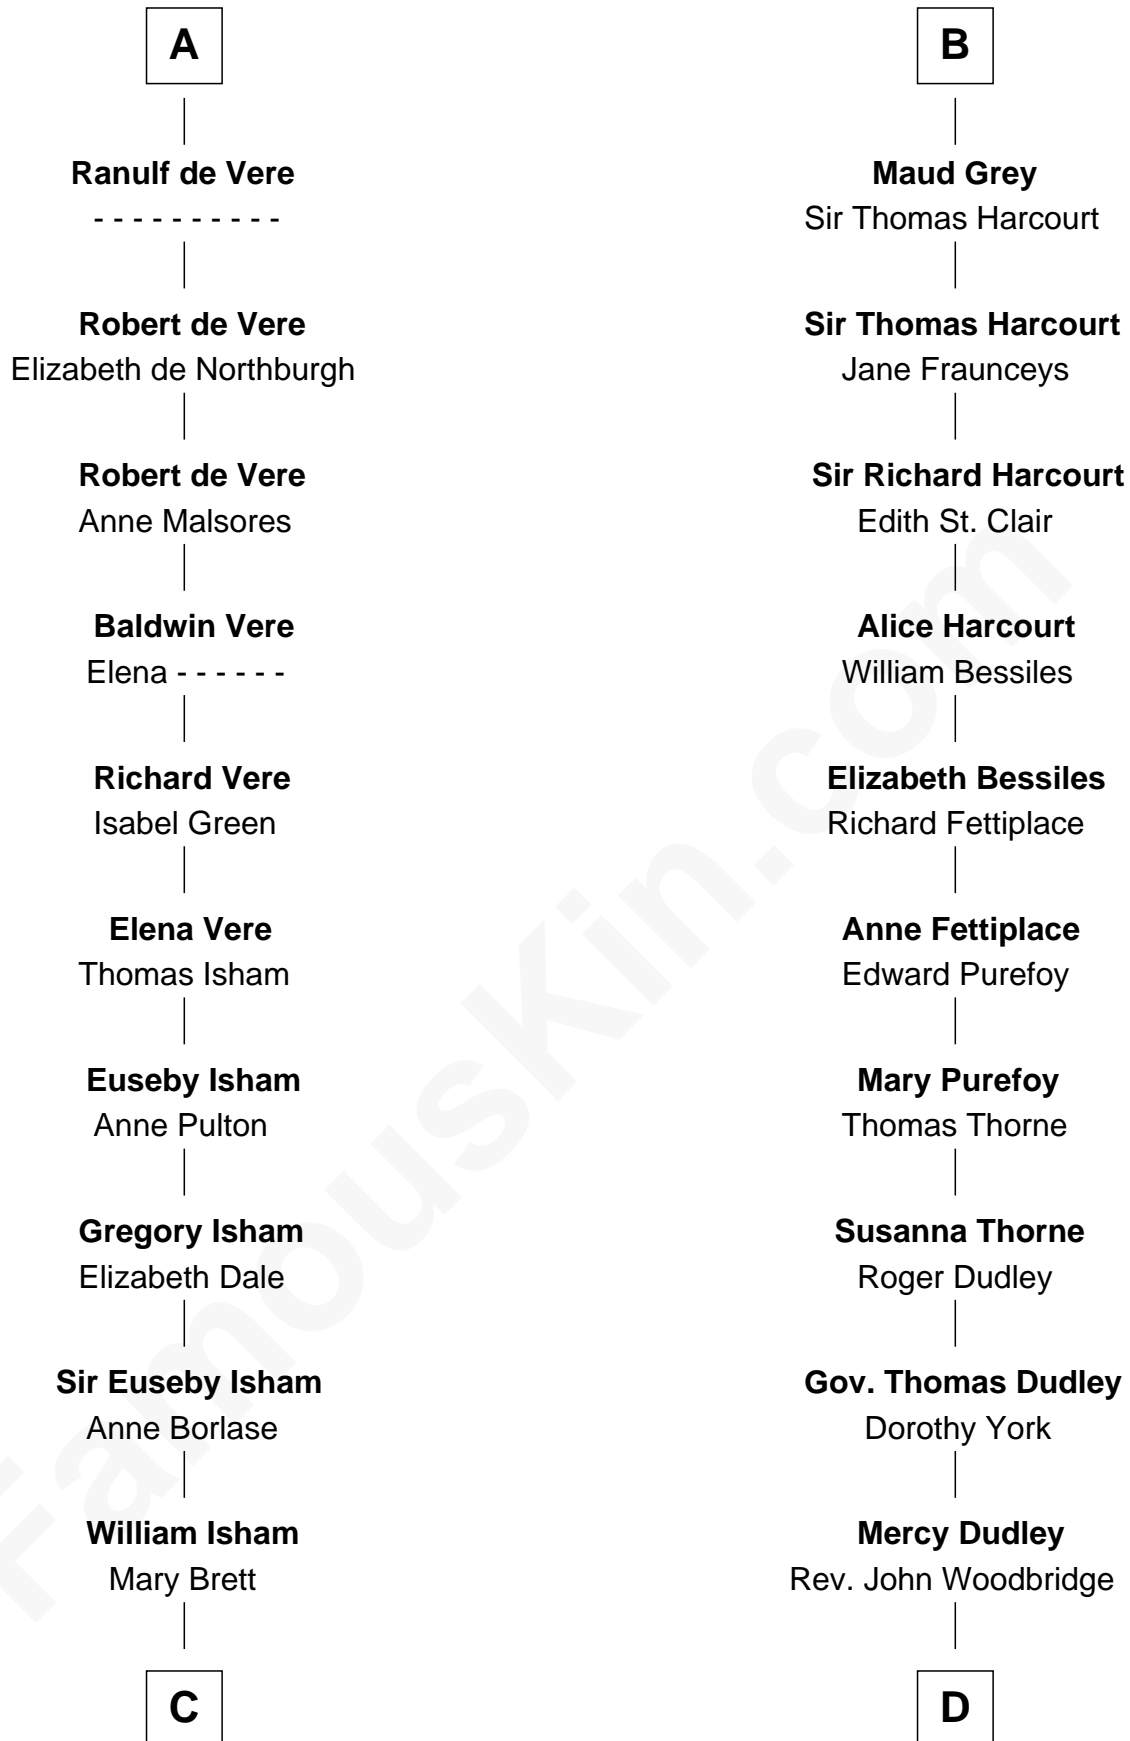 A
Ranulf de Vere
- - - - - - - - - -
Robert de Vere
Elizabeth de Northburgh
Robert de Vere
Anne Malsores
Baldwin Vere
Elena - - - - - -
Richard Vere
Isabel Green
Elena Vere
Thomas Isham
Euseby Isham
Anne Pulton
Gregory Isham
Elizabeth Dale
Sir Euseby Isham
Anne Borlase
William Isham
Mary Brett
C
B
Maud Grey
Sir Thomas Harcourt
Sir Thomas Harcourt
Jane Fraunceys
Sir Richard Harcourt
Edith St. Clair
Alice Harcourt
William Bessiles
Elizabeth Bessiles
Richard Fettiplace
Anne Fettiplace
Edward Purefoy
Mary Purefoy
Thomas Thorne
Susanna Thorne
Roger Dudley
Gov. Thomas Dudley
Dorothy York
Mercy Dudley
Rev. John Woodbridge
D
FamousKin.com